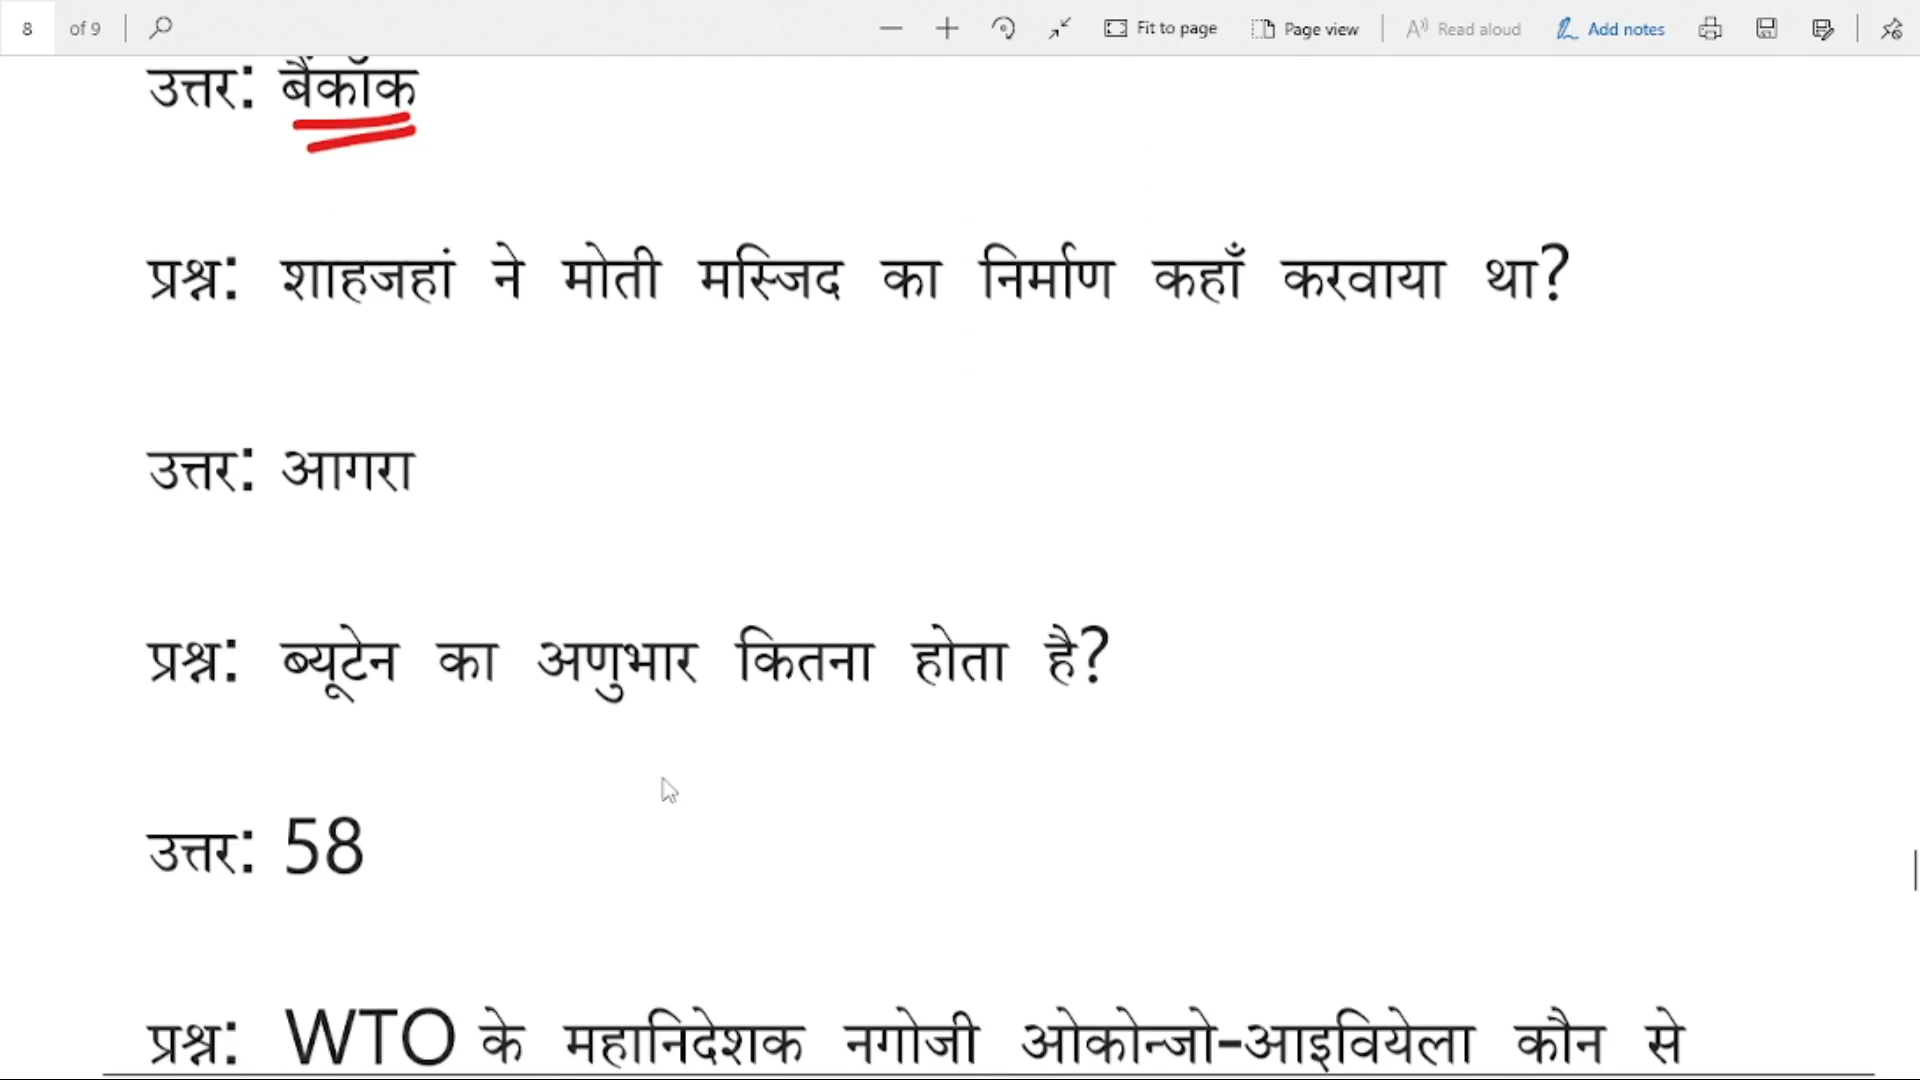 8 of 9 Fit to page Page view Read aloud Add notes
उत्तर: बैंकॉक
प्रश्न: शाहजहां ने मोती मस्जिद का निर्माण कहाँ करवाया था?
उत्तर: आगरा
प्रश्न: ब्यूटेन का अणुभार कितना होता है?
उत्तर: 58
प्रश्न: WTO के महानिदेशक नगोजी ओकोन्जो-आइवियेला कौन से